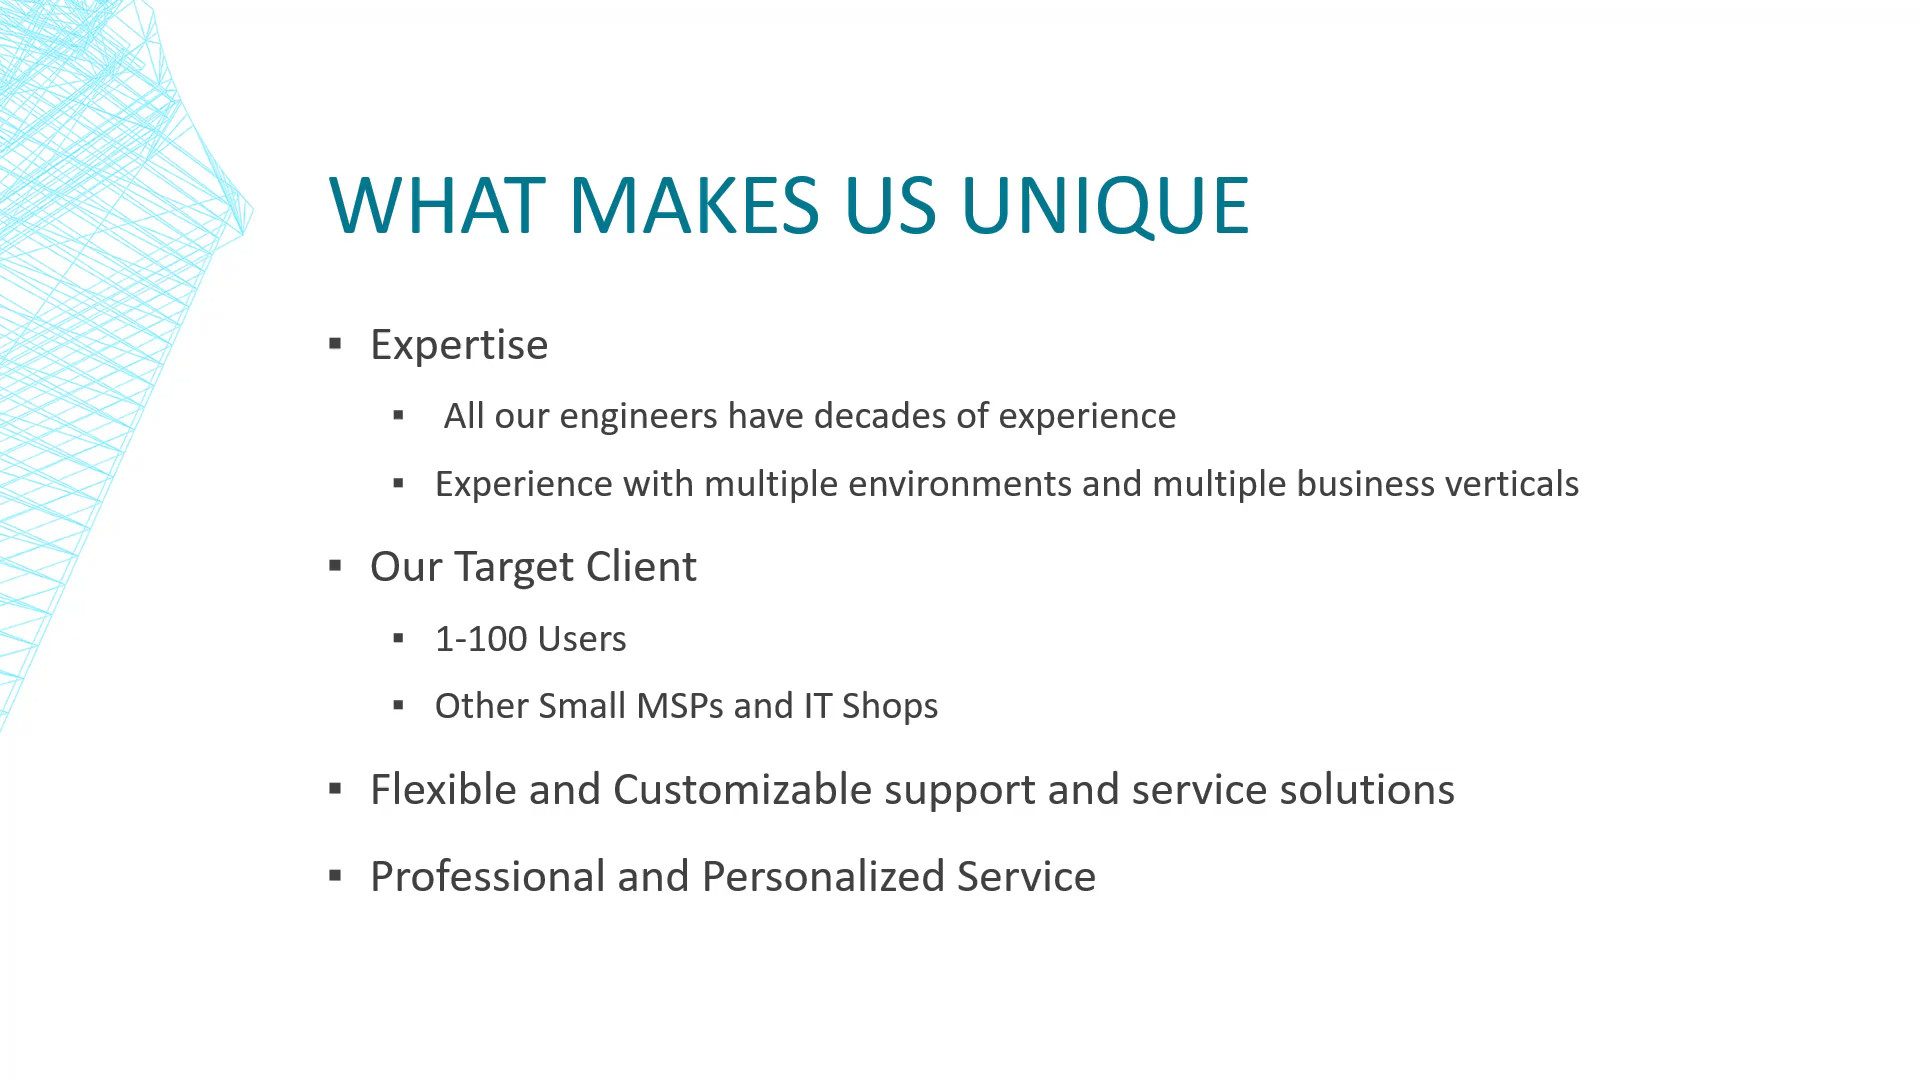 WHAT MAKES US UNIQUE
▪ Expertise
▪ All our engineers have decades of experience
▪ Experience with multiple environments and multiple business verticals
▪ Our Target Client
▪ 1-100 Users
▪ Other Small MSPs and IT Shops
▪ Flexible and Customizable support and service solutions
▪ Professional and Personalized Service